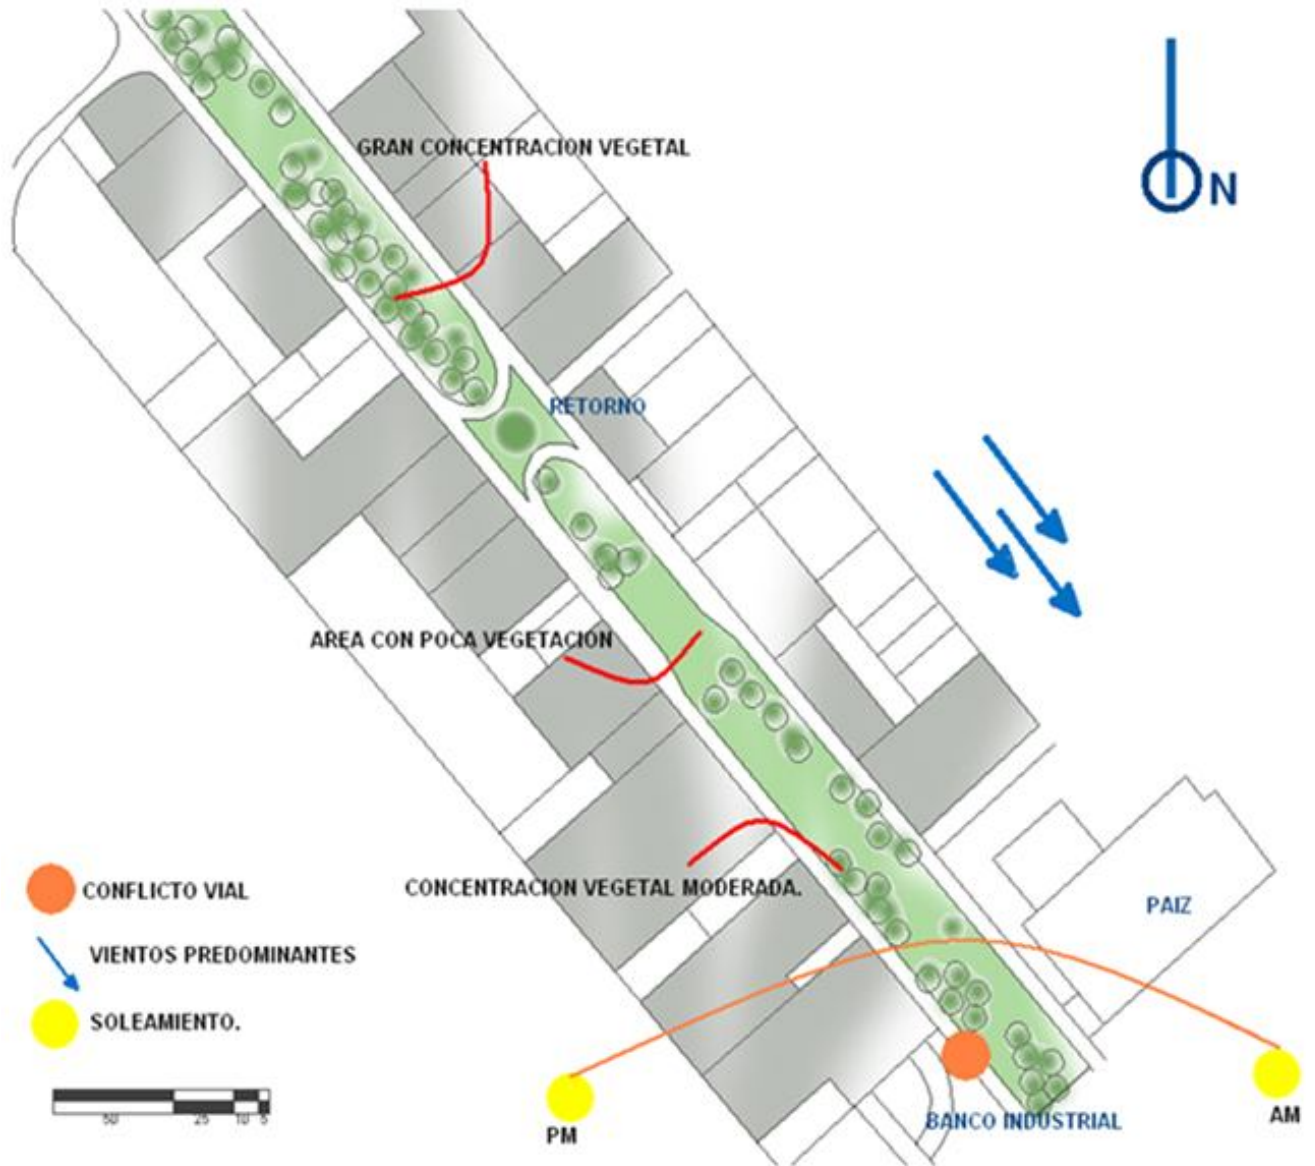 GRAN CONCENTRACION VEGETAL
N
RETORNO
AREA CON POCA VEGETACION
CONCENTRACION VEGETAL MODERADA.
PAIZ
CONFLICTO VIAL
VIENTOS PREDOMINANTES
SOLEAMIENTO.
50 25 10 5
PM
BANCO INDUSTRIAL
AM